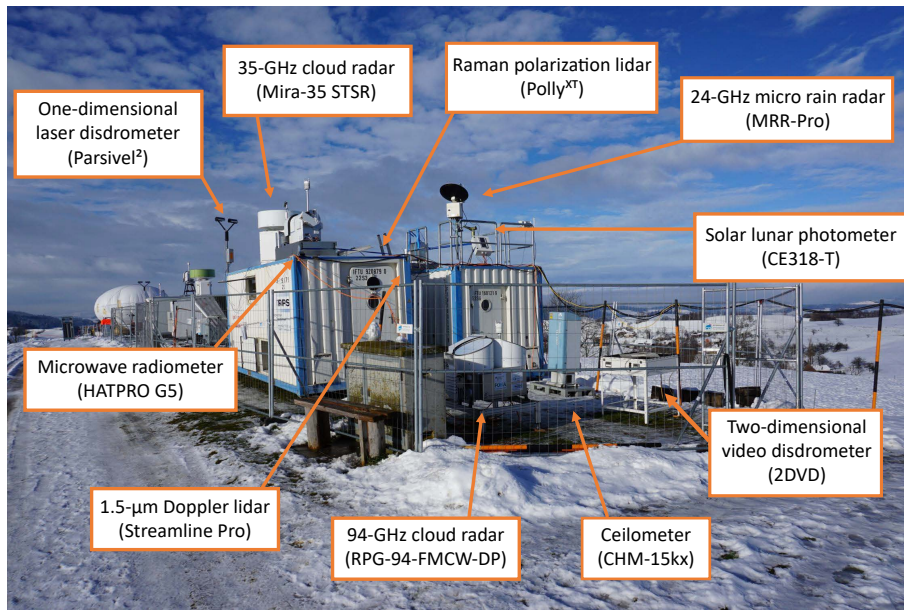 35-GHz cloud radar
(Mira-35 STSR)
Raman polarization lidar
(Pollyˣᵀ)
One-dimensional
laser disdrometer
(Parsivel²)
24-GHz micro rain radar
(MRR-Pro)
Solar lunar photometer
(CE318-T)
Microwave radiometer
(HATPRO G5)
Two-dimensional
video disdrometer
(2DVD)
1.5-µm Doppler lidar
(Streamline Pro)
94-GHz cloud radar
(RPG-94-FMCW-DP)
Ceilometer
(CHM-15kx)